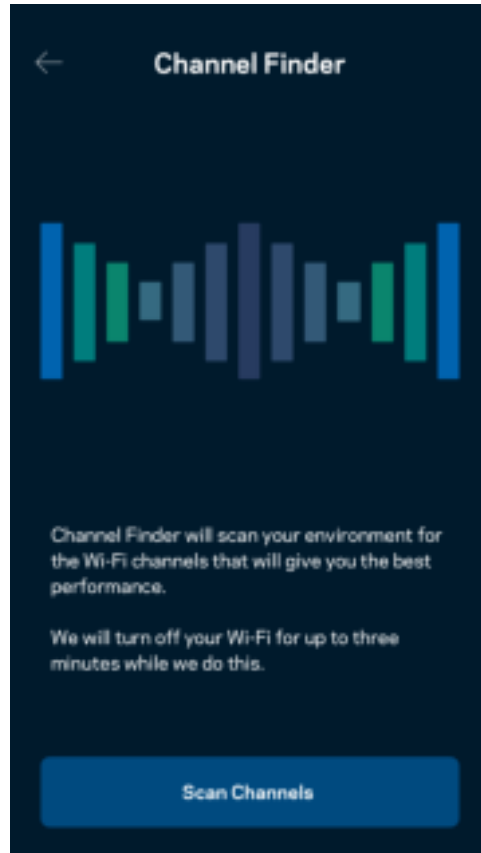 Channel Finder
Channel Finder will scan your environment for
the Wi-Fi channels that will give you the best
performance.
We will turn off your Wi-Fi for up to three
minutes while we do this.
Scan Channels